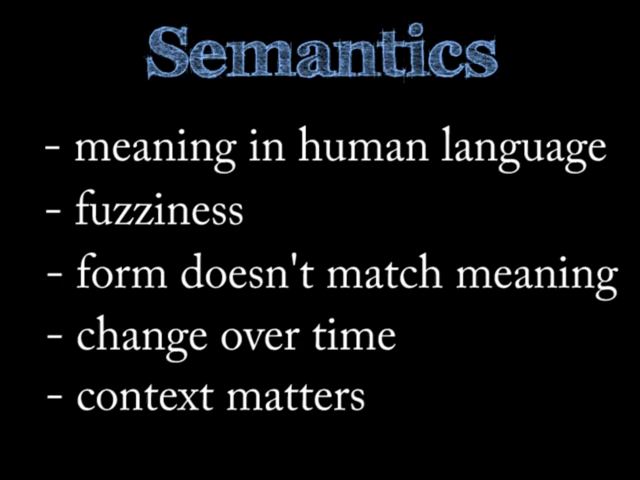 Semantics
- meaning in human language
- fuzziness
- form doesn't match meaning
- change over time
- context matters